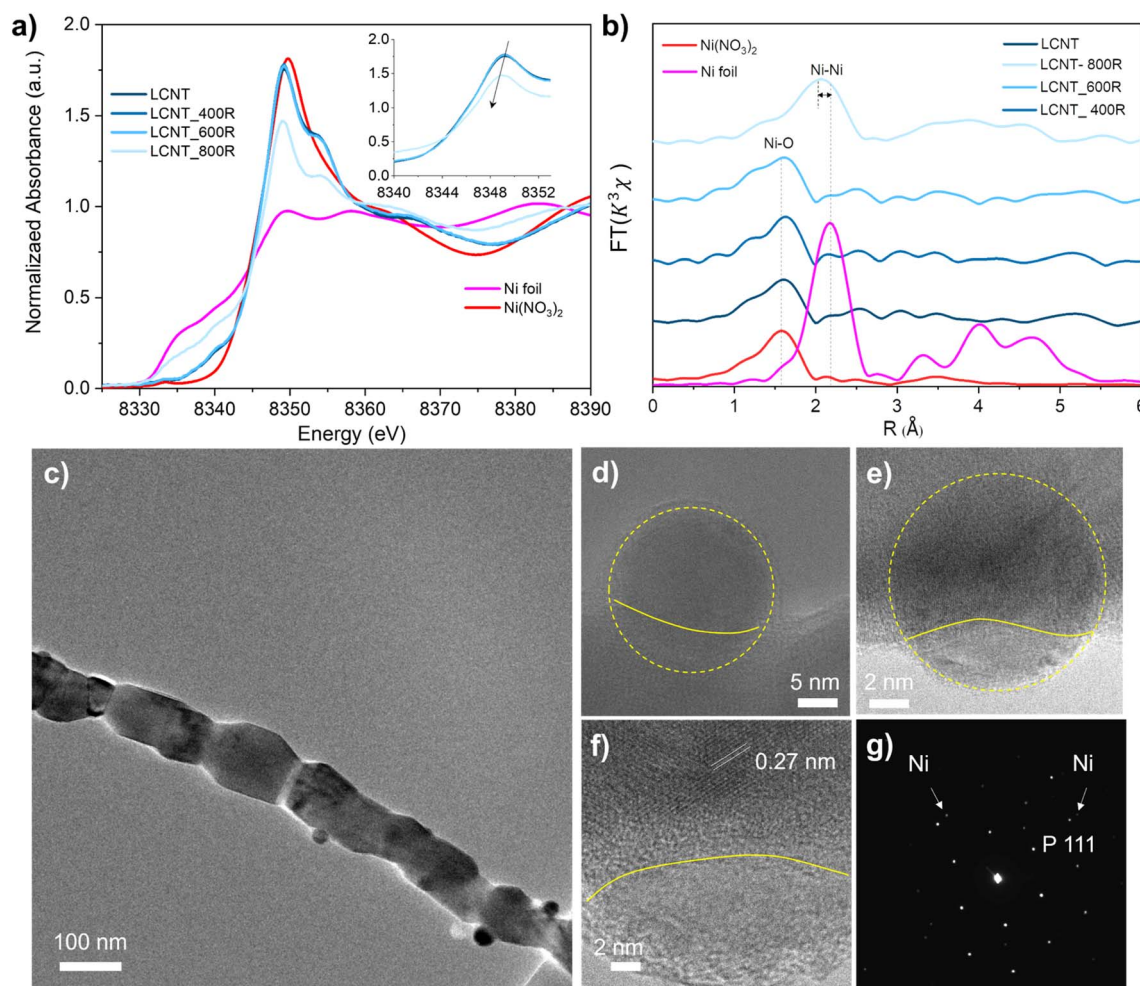 a)
2.0
1.5
1.0
0.5
0.0
Normalizaed Absorbance (a.u.)
LCNT
LCNT_400R
LCNT_600R
LCNT_800R
2.0
1.5
1.0
0.5
0.0
8340 8344 8348 8352
Ni foil
Ni(NO3)2
8330 8340 8350 8360 8370 8380 8390
Energy (eV)
b)
Ni(NO3)2
Ni foil
Ni-Ni
LCNT
LCNT- 800R
LCNT_600R
LCNT_ 400R
Ni-O
FT(K³χ)
0 1 2 3 4 5 6
R (Å)
c)
100 nm
d)
5 nm
e)
2 nm
f)
0.27 nm
2 nm
g)
Ni Ni
P 111